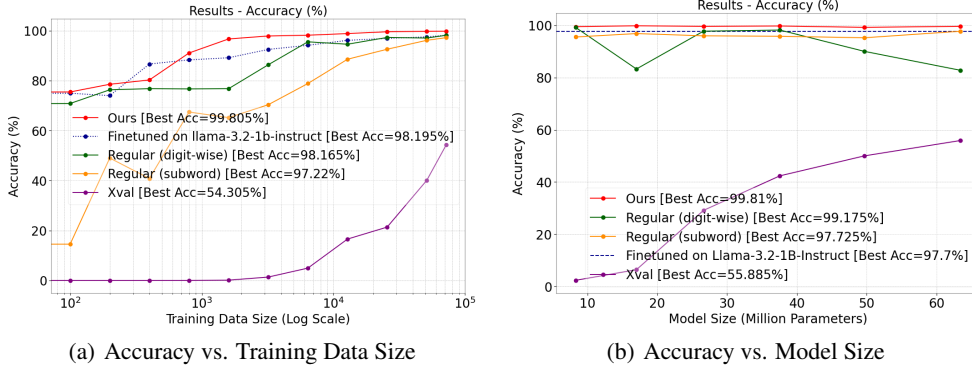 Results - Accuracy (%)
100
80
60
40
20
0
Accuracy (%)
Ours [Best Acc=99.805%]
Finetuned on llama-3.2-1b-instruct [Best Acc=98.195%]
Regular (digit-wise) [Best Acc=98.165%]
Regular (subword) [Best Acc=97.22%]
Xval [Best Acc=54.305%]
10² 10³ 10⁴ 10⁵
Training Data Size (Log Scale)
(a) Accuracy vs. Training Data Size
Results - Accuracy (%)
100
80
60
40
20
0
Accuracy (%)
Ours [Best Acc=99.81%]
Regular (digit-wise) [Best Acc=99.175%]
Regular (subword) [Best Acc=97.725%]
Finetuned on Llama-3.2-1B-Instruct [Best Acc=97.7%]
Xval [Best Acc=55.885%]
10 20 30 40 50 60
Model Size (Million Parameters)
(b) Accuracy vs. Model Size